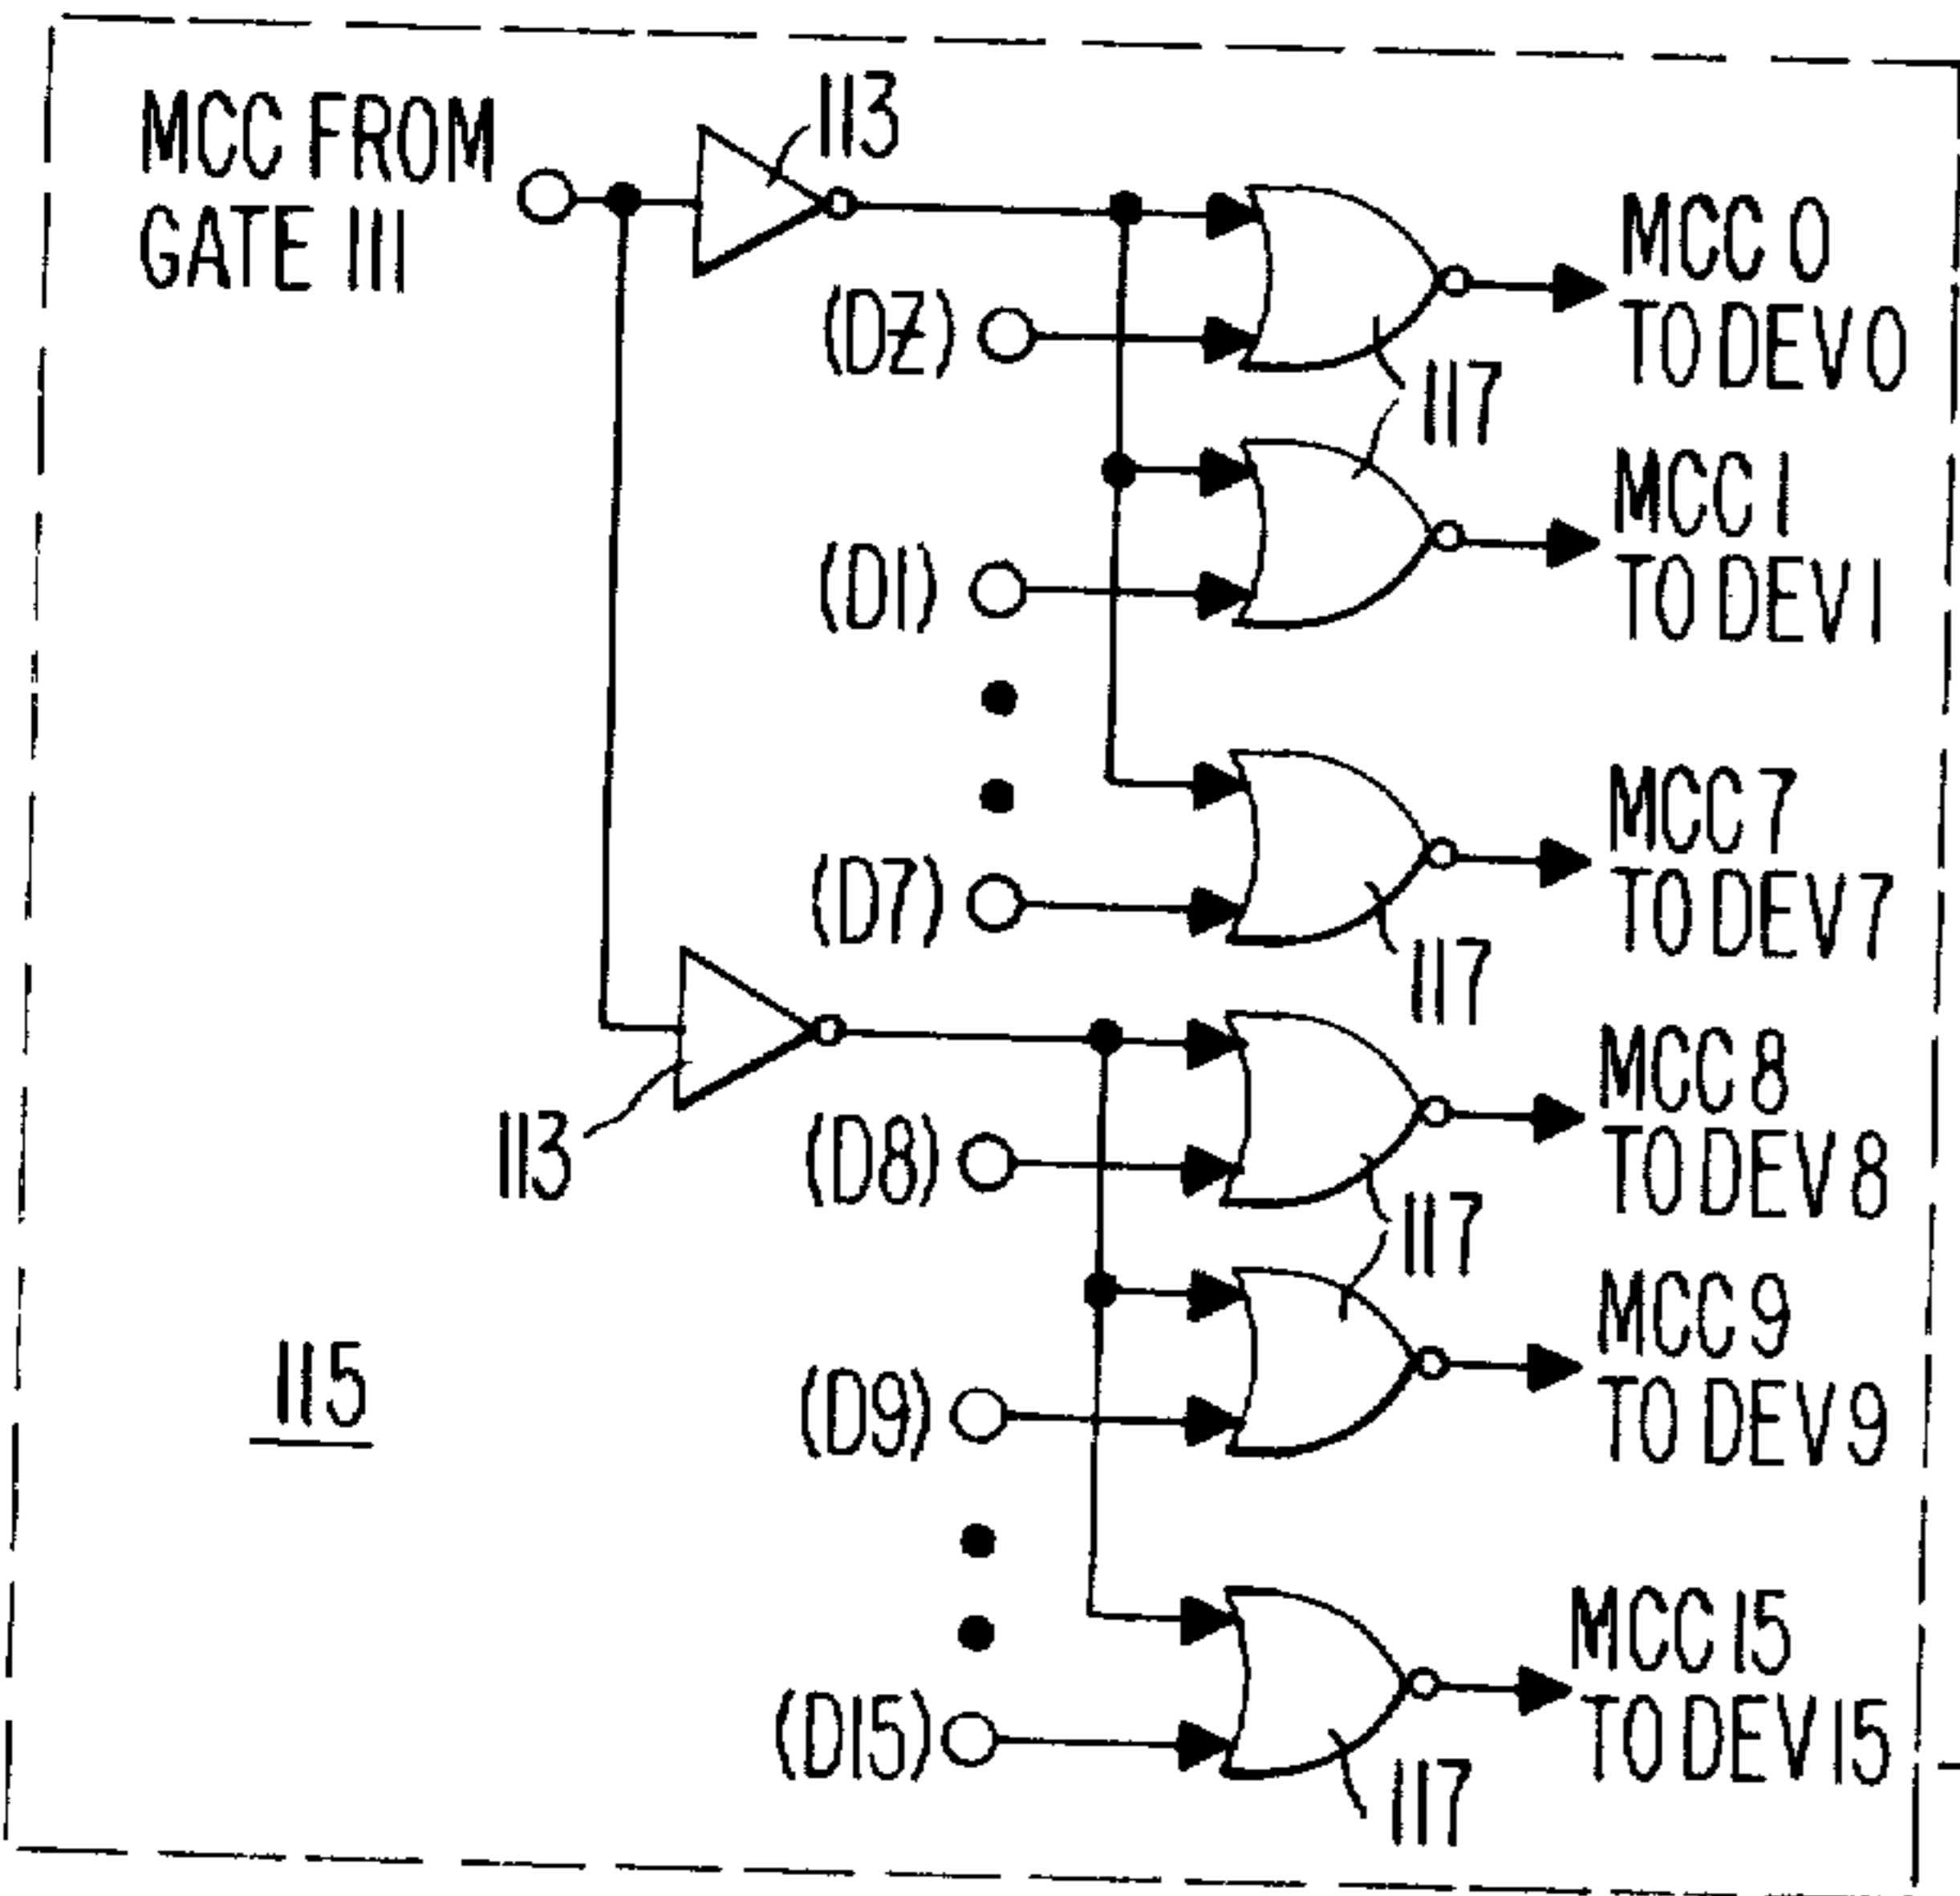 MCC FROM
GATE 111
113
(DZ)
MCC 0
TO DEV 0
117
(D1)
MCC 1
TO DEV 1
(D7)
MCC 7
TO DEV 7
117
113
(D8)
MCC 8
TO DEV 8
117
(D9)
MCC 9
TO DEV 9
115
(D15)
MCC 15
TO DEV 15
117